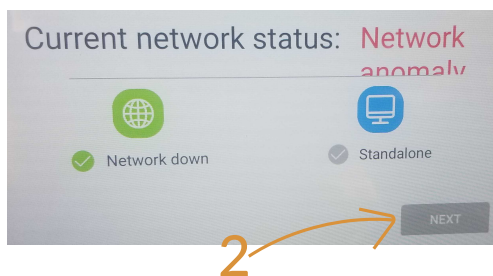 Current network status: Network
anomaly
Network down
Standalone
NEXT
2